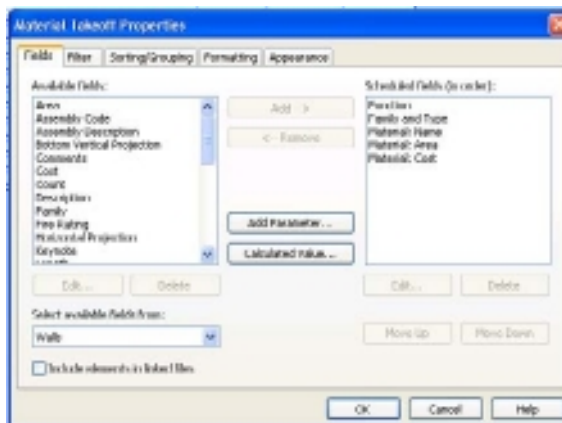 Material Takeoff Properties
Fields Filter Sorting/Grouping Formatting Appearance
Available fields:
Area
Assembly Code
Assembly Description
Bottom Vertical Projection
Comments
Cost
Count
Description
Family
Fire Rating
Horizontal Projection
Keynote
Add -->
<-- Remove
Add Parameter...
Calculated Value...
Scheduled fields (in order):
Function
Family and Type
Material: Name
Material: Area
Material: Cost
Edit... Delete
Edit... Delete
Select available fields from:
Walls
Move Up Move Down
Include elements in linked files
OK Cancel Help